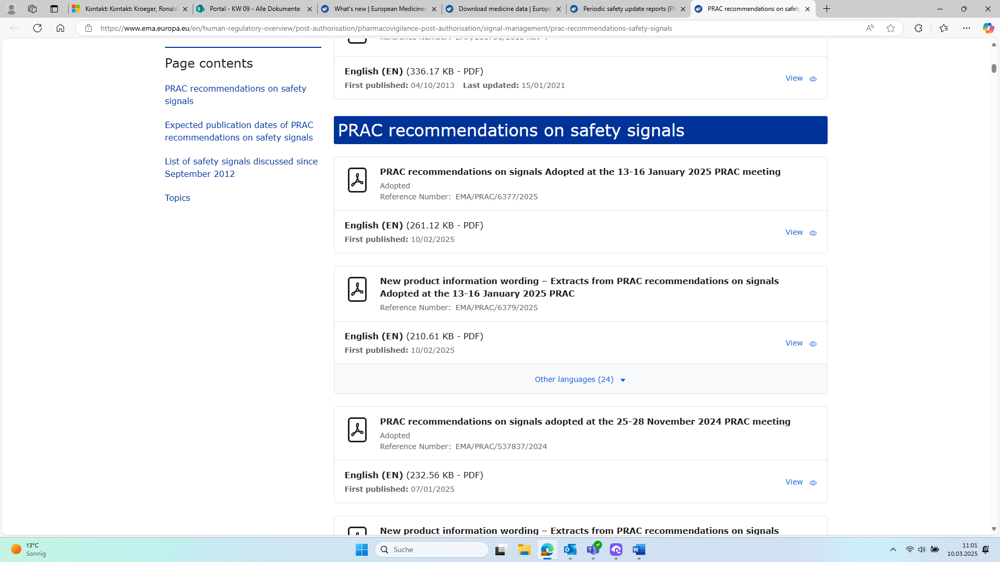 Kontakt: Kontakt: Kroeger, Ronald
Portal - KW 09 - Alle Dokumente
What's new | European Medicines
Download medicine data | Europe
Periodic safety update reports (PS
PRAC recommendations on safety
https://www.ema.europa.eu/en/human-regulatory-overview/post-authorisation/pharmacovigilance-post-authorisation/signal-management/prac-recommendations-safety-signals
Page contents
PRAC recommendations on safety
signals
Expected publication dates of PRAC
recommendations on safety signals
List of safety signals discussed since
September 2012
Topics
English (EN) (336.17 KB - PDF)
First published: 04/10/2013 Last updated: 15/01/2021
View
PRAC recommendations on safety signals
PRAC recommendations on signals Adopted at the 13-16 January 2025 PRAC meeting
Adopted
Reference Number: EMA/PRAC/6377/2025
English (EN) (261.12 KB - PDF)
First published: 10/02/2025
View
New product information wording – Extracts from PRAC recommendations on signals
Adopted at the 13-16 January 2025 PRAC
Reference Number: EMA/PRAC/6379/2025
English (EN) (210.61 KB - PDF)
First published: 10/02/2025
View
Other languages (24)
PRAC recommendations on signals adopted at the 25-28 November 2024 PRAC meeting
Adopted
Reference Number: EMA/PRAC/537837/2024
English (EN) (232.56 KB - PDF)
First published: 07/01/2025
View
New product information wording – Extracts from PRAC recommendations on signals
13°C
Sonnig
Suche
11:01
10.03.2025